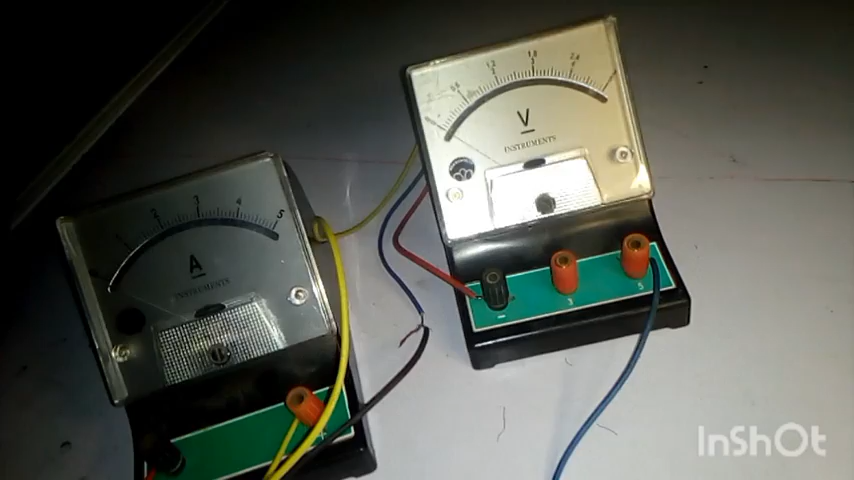 0.6 1.2 1.8 2.4
V
INSTRUMENTS
− 3 5
1 2 3 4 5
A
INSTRUMENTS
InShOt